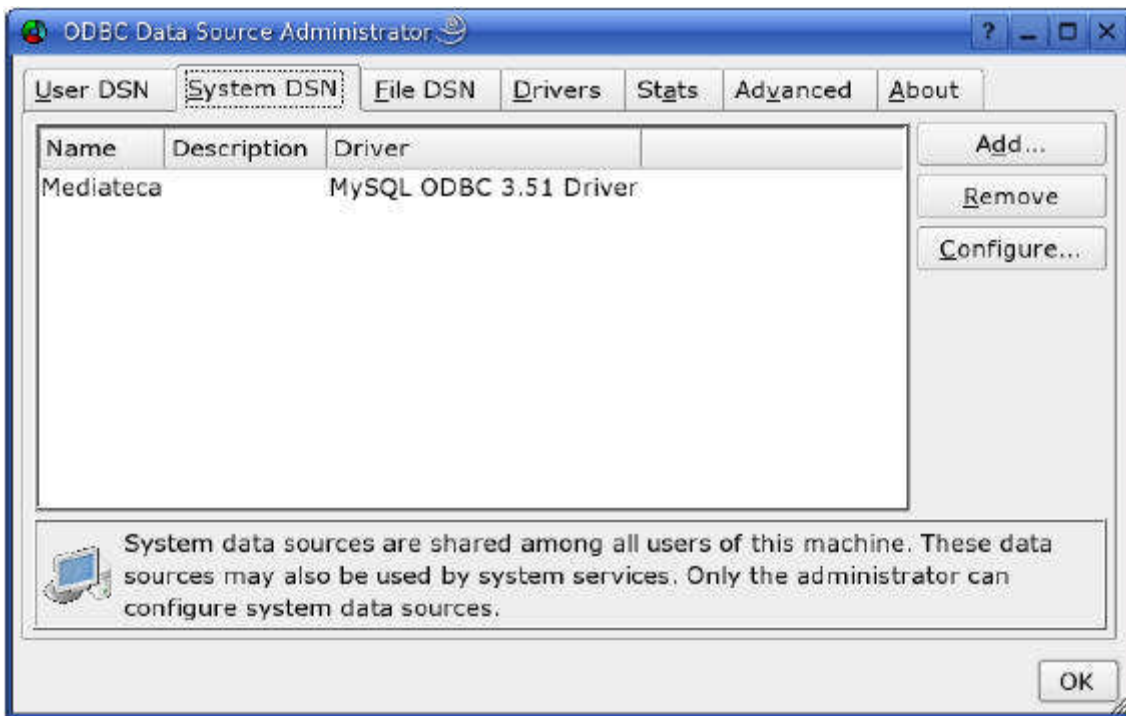 ODBC Data Source Administrator
?
User DSN System DSN File DSN Drivers Stats Advanced About
Name Description Driver
Mediateca MySQL ODBC 3.51 Driver
Add...
Remove
Configure...
System data sources are shared among all users of this machine. These data
sources may also be used by system services. Only the administrator can
configure system data sources.
OK